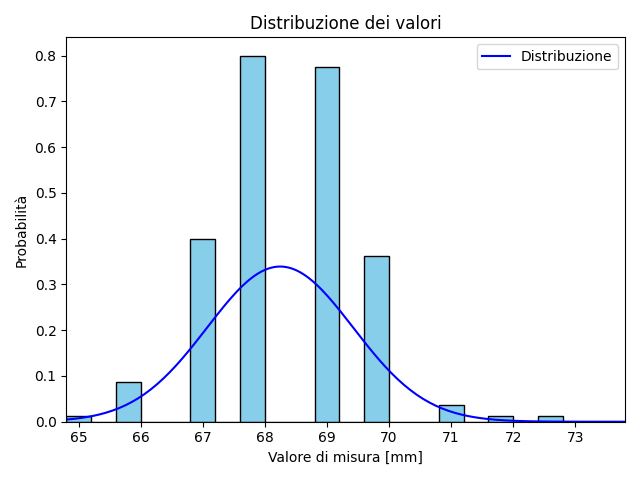 Distribuzione dei valori
Distribuzione
0.8
0.7
0.6
0.5
0.4
0.3
0.2
0.1
0.0
Probabilità
65 66 67 68 69 70 71 72 73
Valore di misura [mm]